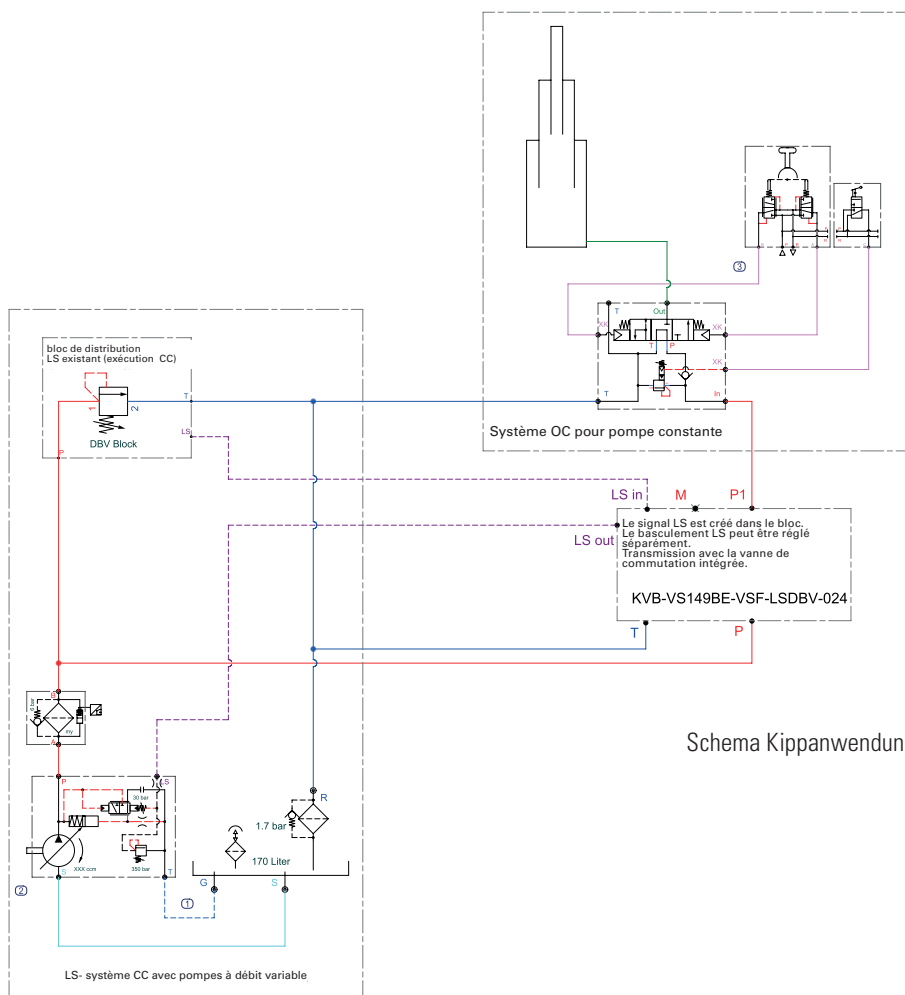 3
T
Out
XK
XK
T
P
XK
T
In
Système OC pour pompe constante
bloc de distribution
LS existant (exécution CC)
1
2
T
LS
DBV Block
P
LS in
M
P1
LS out
Le signal LS est créé dans le bloc.
Le basculement LS peut être réglé
séparément.
Transmission avec la vanne de
commutation intégrée.
KVB-VS149BE-VSF-LSDBV-024
T
P
B
6 bar
my
A
Schema Kippanwendun
P
LS
30 bar
R
1.7 bar
XXX ccm
350 bar
170 Liter
2
S
T
1
G
S
LS- système CC avec pompes à débit variable